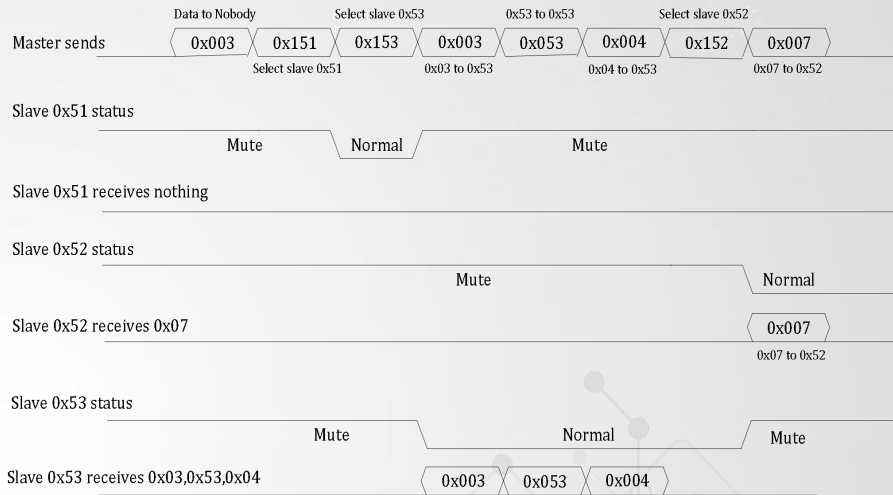 Data to Nobody
Select slave 0x53
0x53 to 0x53
Select slave 0x52
Master sends
0x003
0x151
0x153
0x003
0x053
0x004
0x152
0x007
Select slave 0x51
0x03 to 0x53
0x04 to 0x53
0x07 to 0x52
Slave 0x51 status
Mute
Normal
Mute
Slave 0x51 receives nothing
Slave 0x52 status
Mute
Normal
Slave 0x52 receives 0x07
0x007
0x07 to 0x52
Slave 0x53 status
Mute
Normal
Mute
Slave 0x53 receives 0x03,0x53,0x04
0x003
0x053
0x004